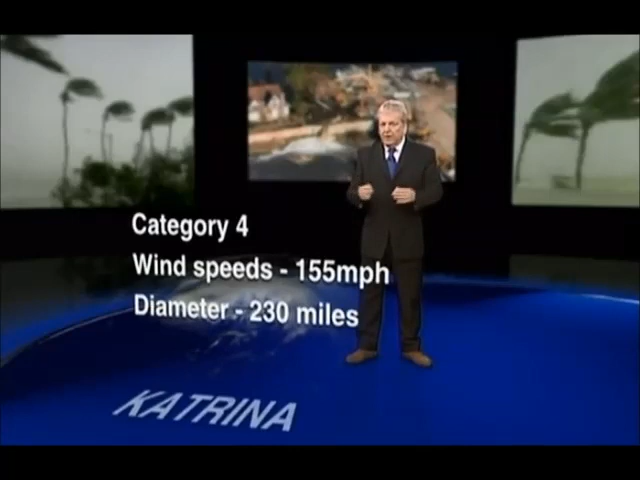 Category 4
Wind speeds - 155mph
Diameter - 230 miles
KATRINA